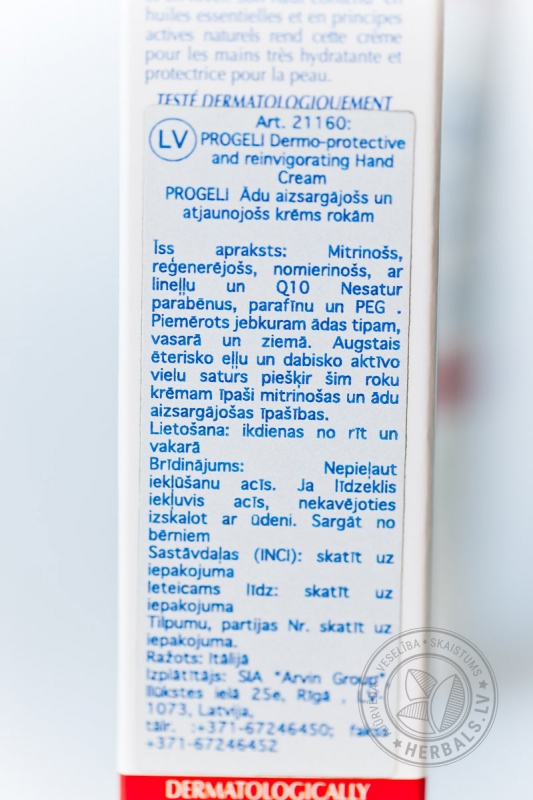 huiles essentielles et en principes
actives naturels rend cette crème
pour les mains très hydratante et
protectrice pour la peau.
TESTÉ DERMATOLOGIQUEMENT
LV
Art. 21160:
PROGELI Dermo-protective
and reinvigorating Hand
Cream
PROGELI Ādu aizsargājošs un
atjaunojošs krēms rokām
Īss apraksts: Mitrinošs,
reģenerējošs, nomierinošs, ar
lineļļu un Q10 Nesatur
parabēnus, parafīnu un PEG .
Piemērots jebkuram ādas tipam,
vasarā un ziemā. Augstais
ēterisko eļļu un dabisko aktīvo
vielu saturs piešķir šim roku
krēmam īpaši mitrinošas un ādu
aizsargājošas īpašības.
Lietošana: ikdienas no rīt un
vakarā
Brīdinājums: Nepieļaut
iekļūšanu acīs. Ja līdzeklis
iekļuvis acīs, nekavējoties
izskalot ar ūdeni. Sargāt no
bērniem
Sastāvdaļas (INCI): skatīt uz
iepakojuma
Ieteicams līdz: skatīt uz
iepakojuma
Tilpumu, partijas Nr. skatīt uz
iepakojuma.
Ražots: Itālijā
Izplātītājs: SIA "Arvin Group"
Ilūkstes ielā 25e, Rīgā , LV-
1073, Latvija,
tālr. :+371-67246450; fakss
+371-67246452
DERMATOLOGICALLY
ĀJURVĒDA VESELĪBA • SKAISTUMS
★ HERBALS.LV ★